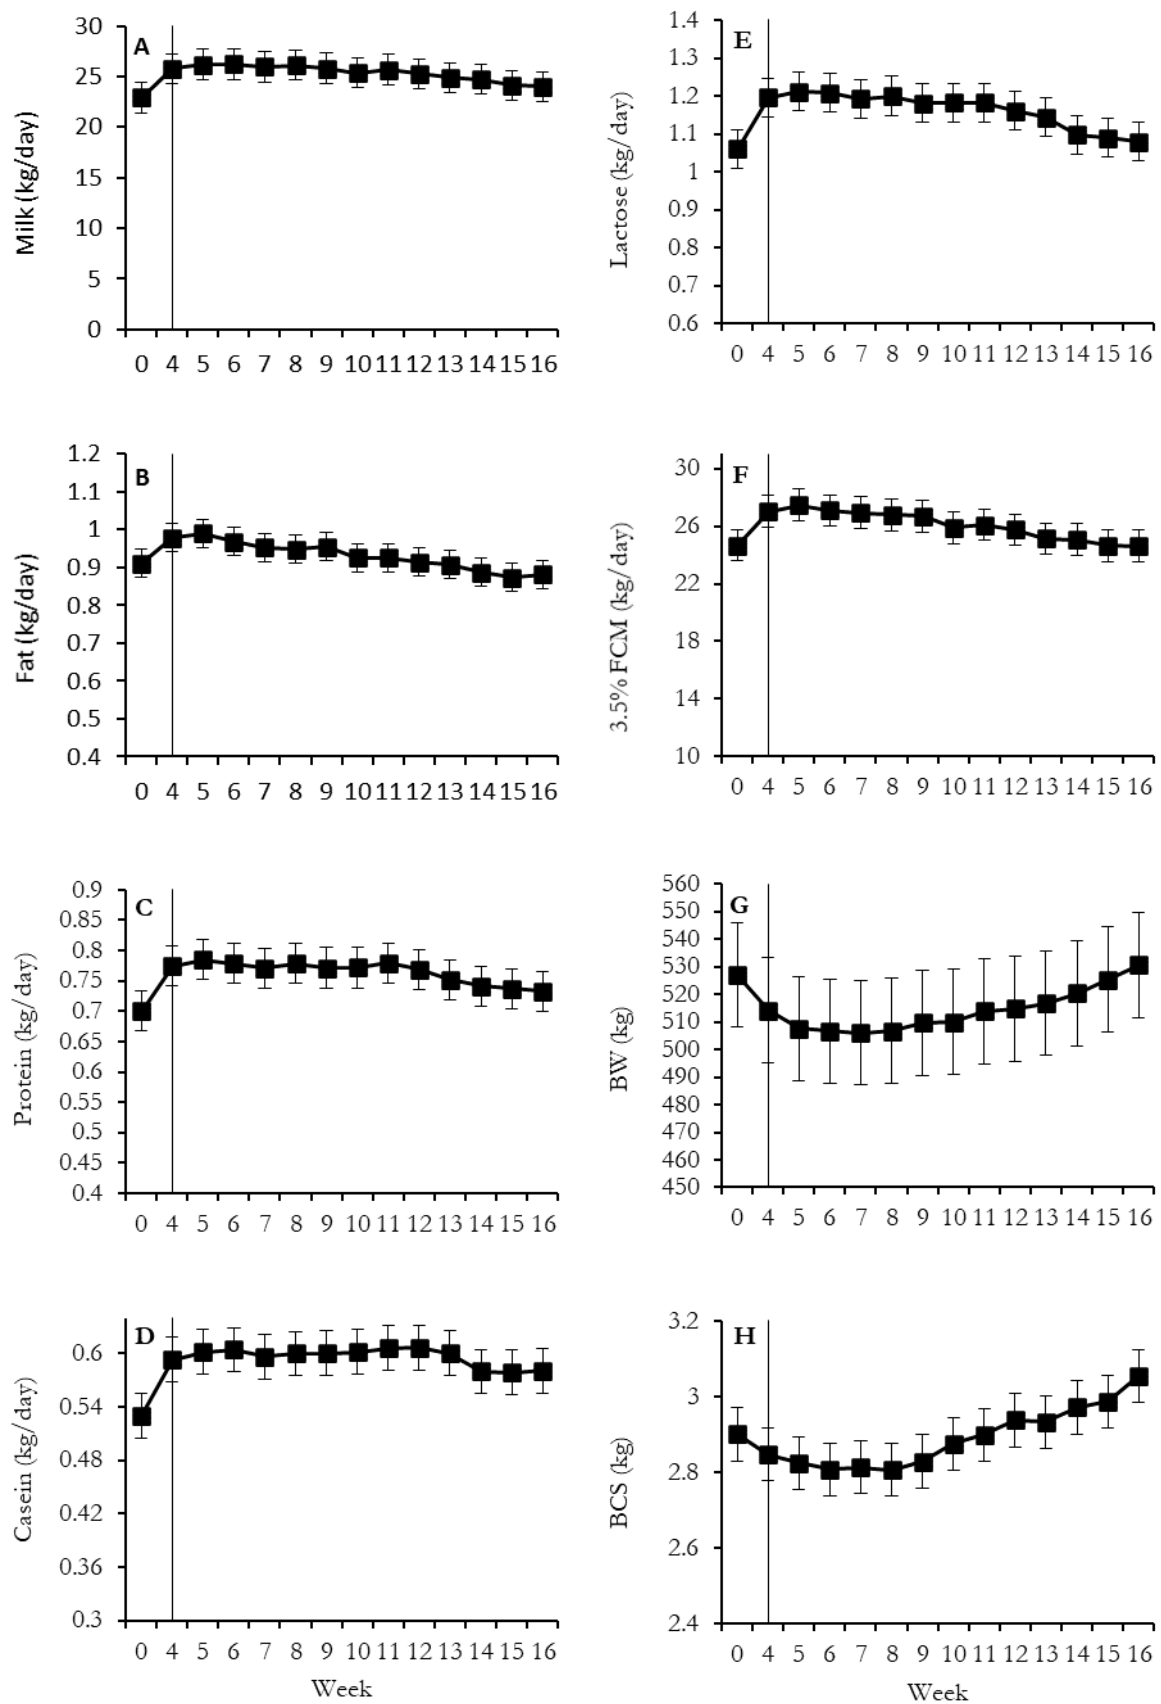 A
Milk (kg/day)
30
25
20
15
10
5
0
0 4 5 6 7 8 9 10 11 12 13 14 15 16
B
Fat (kg/day)
1.2
1.1
1
0.9
0.8
0.7
0.6
0.5
0.4
0 4 5 6 7 8 9 10 11 12 13 14 15 16
C
Protein (kg/day)
0.9
0.85
0.8
0.75
0.7
0.65
0.6
0.55
0.5
0.45
0.4
0 4 5 6 7 8 9 10 11 12 13 14 15 16
D
Casein (kg/day)
0.6
0.54
0.48
0.42
0.36
0.3
0 4 5 6 7 8 9 10 11 12 13 14 15 16
Week
E
Lactose (kg/day)
1.4
1.3
1.2
1.1
1
0.9
0.8
0.7
0.6
0 4 5 6 7 8 9 10 11 12 13 14 15 16
F
3.5% FCM (kg/day)
30
26
22
18
14
10
0 4 5 6 7 8 9 10 11 12 13 14 15 16
G
BW (kg)
560
550
540
530
520
510
500
490
480
470
460
450
0 4 5 6 7 8 9 10 11 12 13 14 15 16
H
BCS (kg)
3.2
3
2.8
2.6
2.4
0 4 5 6 7 8 9 10 11 12 13 14 15 16
Week